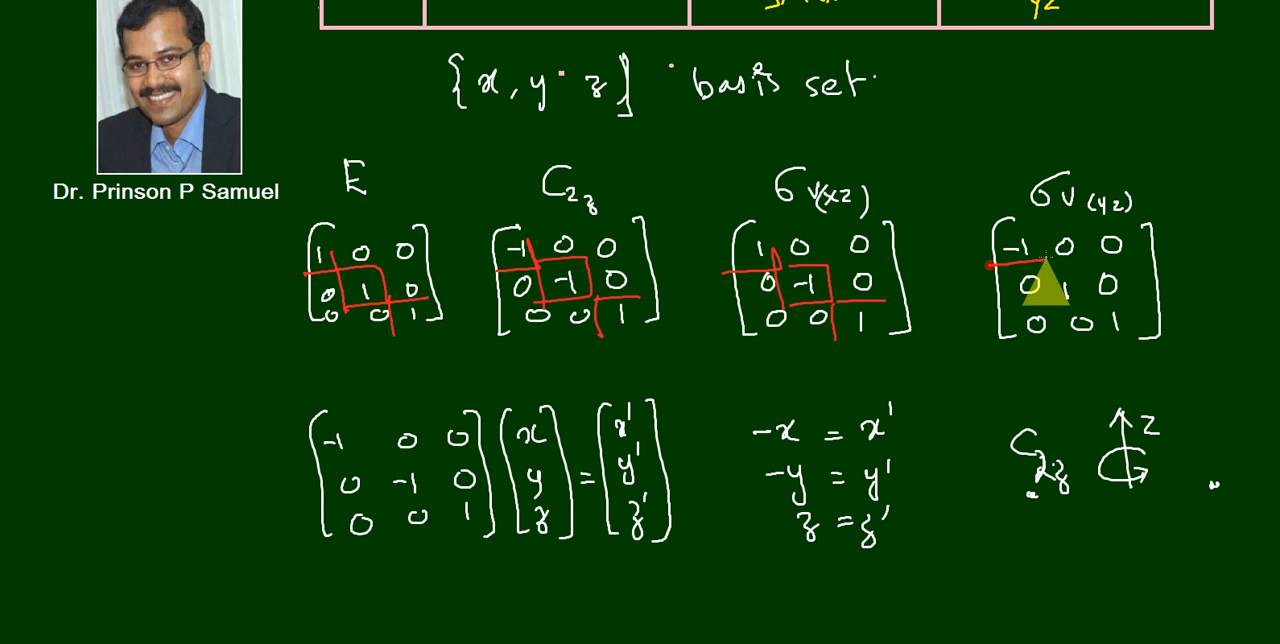 yz
{x, y z} basis set.
Dr. Prinson P Samuel
E C2z σv(xz) σv(yz)
[1 0 0] [-1 0 0] [1 0 0] [-1 0 0]
[0 1 0] [0 -1 0] [0 -1 0] [0 1 0]
[0 0 1] [0 0 1] [0 0 1] [0 0 1]
[-1 0 0] [x] [x'] -x = x' C2z z
[0 -1 0] [y] = [y'] -y = y'
[0 0 1] [z] [z'] z = z'